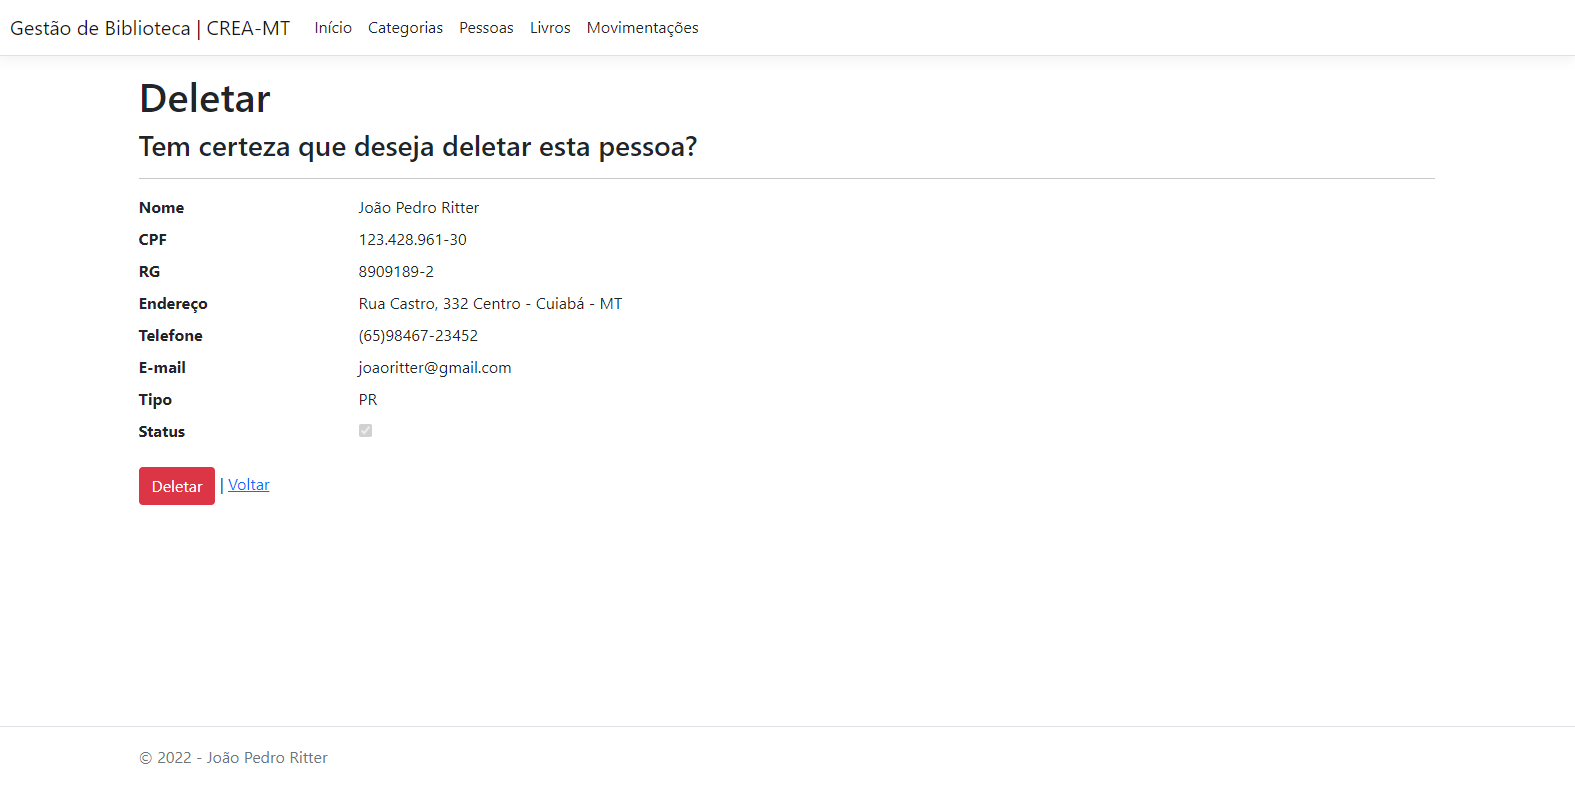 Gestão de Biblioteca | CREA-MT Início Categorias Pessoas Livros Movimentações
Deletar
Tem certeza que deseja deletar esta pessoa?
Nome João Pedro Ritter
CPF 123.428.961-30
RG 8909189-2
Endereço Rua Castro, 332 Centro - Cuiabá - MT
Telefone (65)98467-23452
E-mail joaoritter@gmail.com
Tipo PR
Status
Deletar | Voltar
© 2022 - João Pedro Ritter